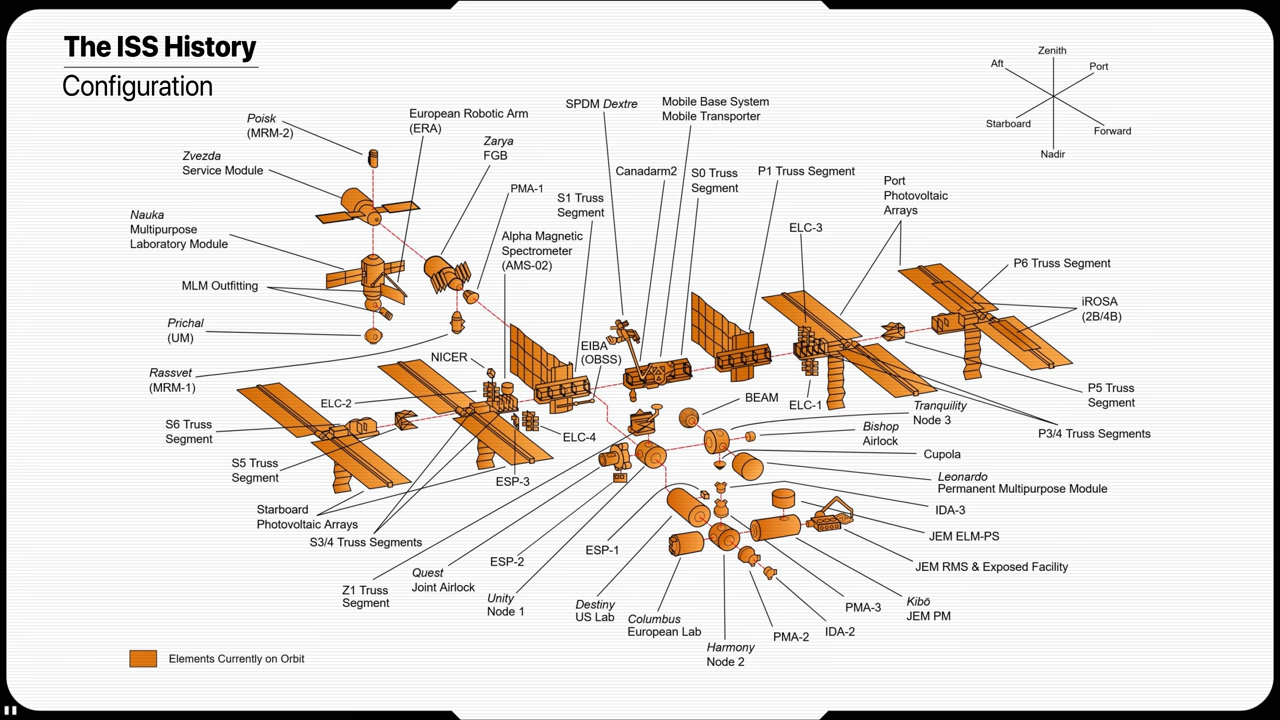 The ISS History
Configuration
Zenith
Aft
Port
Starboard
Forward
Nadir
Poisk
(MRM-2)
European Robotic Arm
(ERA)
SPDM Dextre
Mobile Base System
Mobile Transporter
Zvezda
Service Module
Zarya
FGB
PMA-1
S1 Truss
Segment
Canadarm2
S0 Truss
Segment
P1 Truss Segment
Port
Photovoltaic
Arrays
Nauka
Multipurpose
Laboratory Module
Alpha Magnetic
Spectrometer
(AMS-02)
ELC-3
P6 Truss Segment
MLM Outfitting
iROSA
(2B/4B)
Prichal
(UM)
EIBA
(OBSS)
NICER
Rassvet
(MRM-1)
ELC-2
BEAM
ELC-1
P5 Truss
Segment
Tranquility
Node 3
S6 Truss
Segment
ELC-4
Bishop
Airlock
P3/4 Truss Segments
Cupola
S5 Truss
Segment
ESP-3
Leonardo
Permanent Multipurpose Module
Starboard
Photovoltaic Arrays
IDA-3
S3/4 Truss Segments
JEM ELM-PS
ESP-2
ESP-1
JEM RMS & Exposed Facility
Z1 Truss
Segment
Quest
Joint Airlock
Unity
Node 1
Destiny
US Lab
Columbus
European Lab
Harmony
Node 2
PMA-2
IDA-2
PMA-3
Kibō
JEM PM
Elements Currently on Orbit